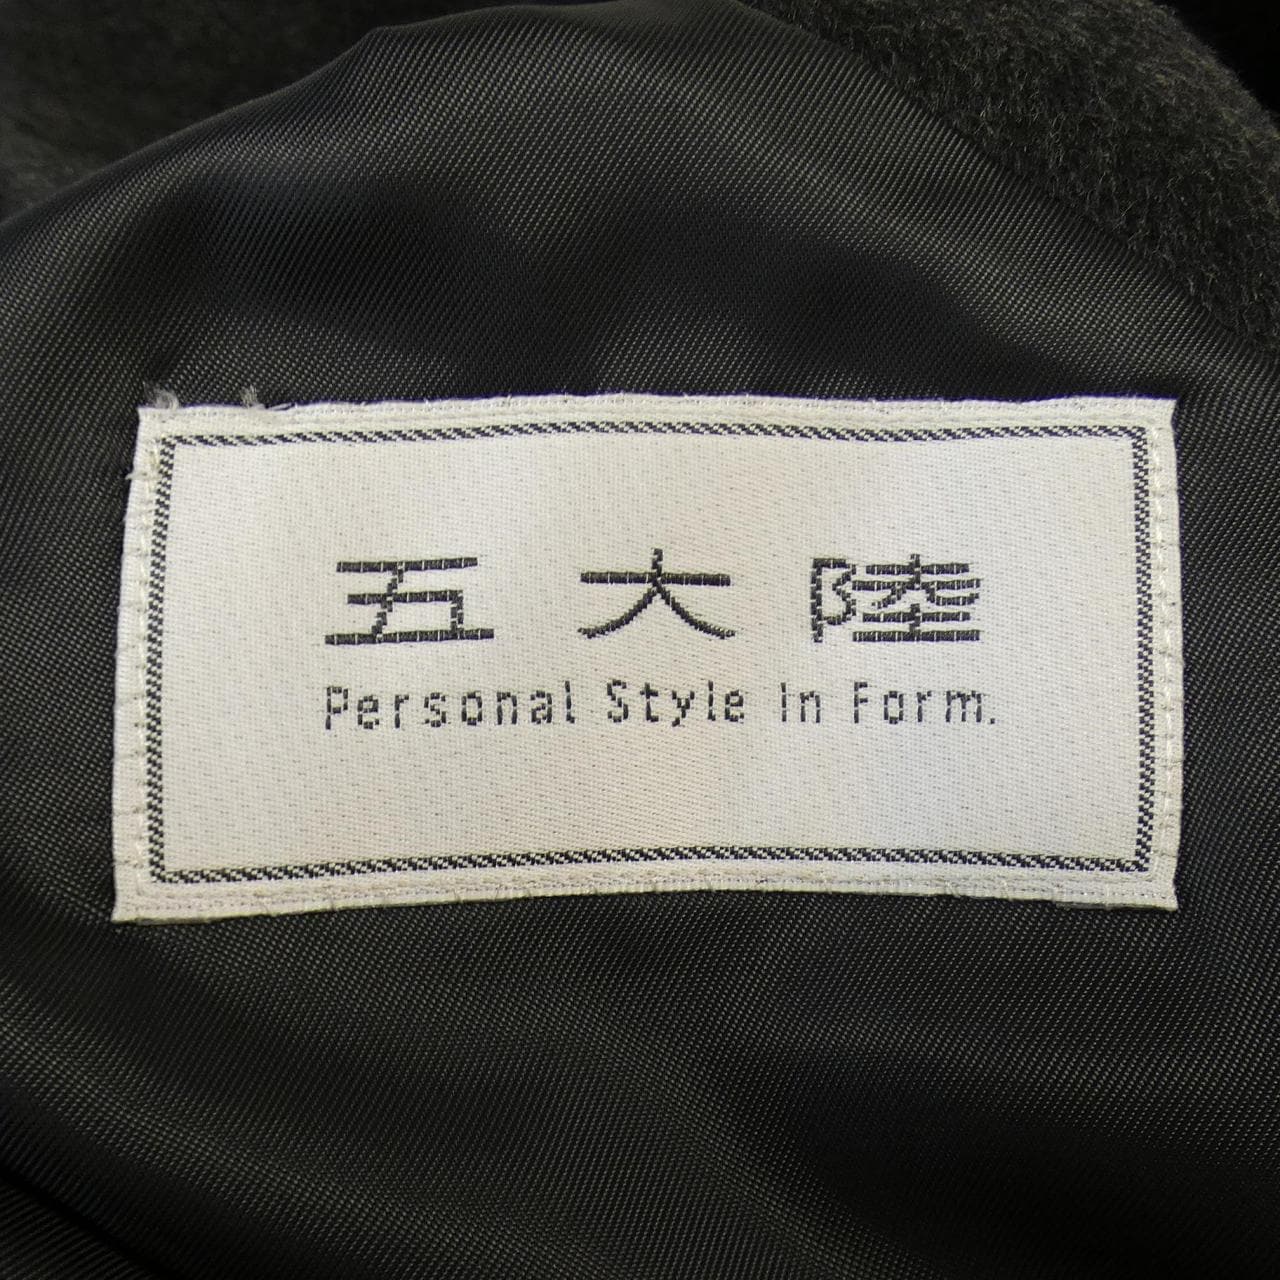 五大陸
Personal Style In Form.